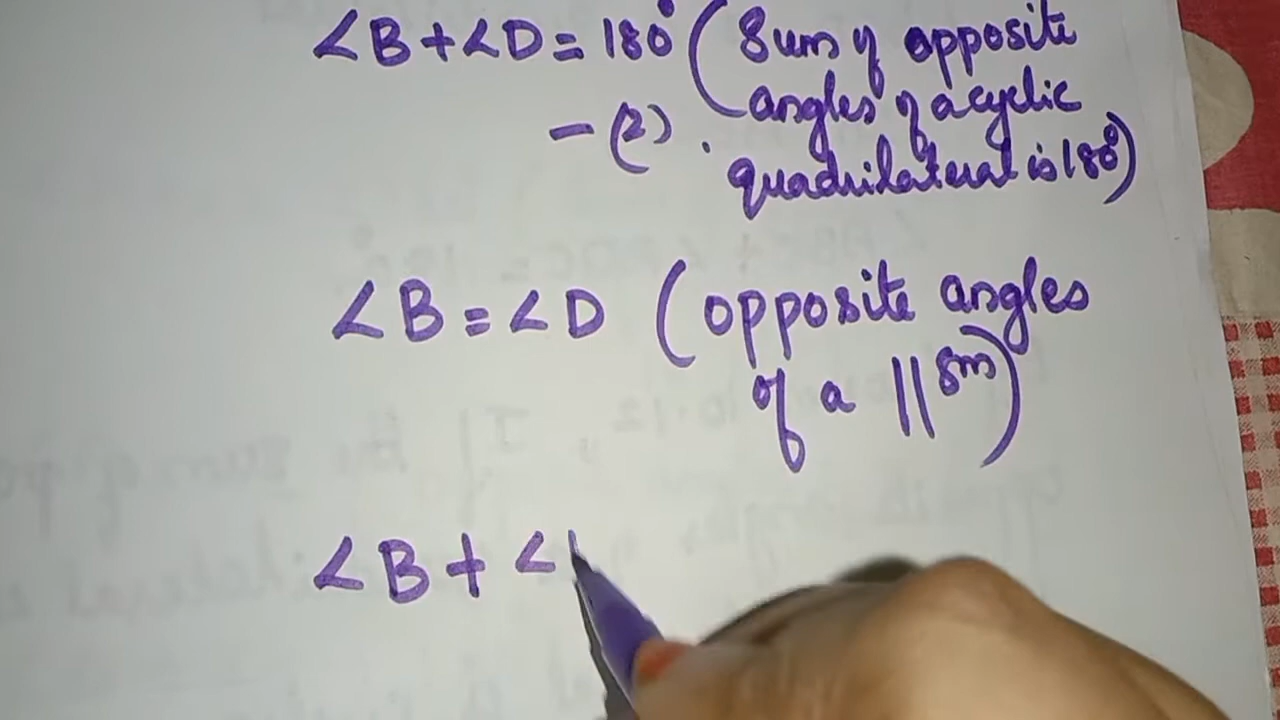 ∠B+∠D = 180° (Sum of opposite
angles of a cyclic
— (2) .
quadrilateral is 180°)
∠B = ∠D (opposite angles
of a ||gm)
∠B + ∠